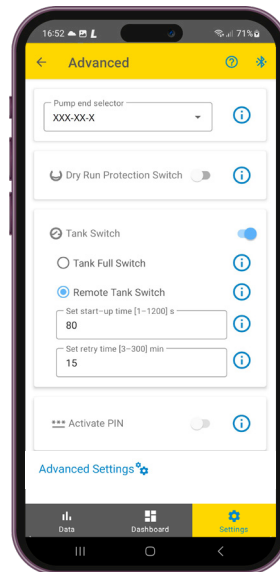 16:52
71%
Advanced
Pump end selector
XXX-XX-X
Dry Run Protection Switch
Tank Switch
Tank Full Switch
Remote Tank Switch
Set start-up time [1-1200] s
80
Set retry time [3-300] min
15
Activate PIN
Advanced Settings
Data Dashboard Settings